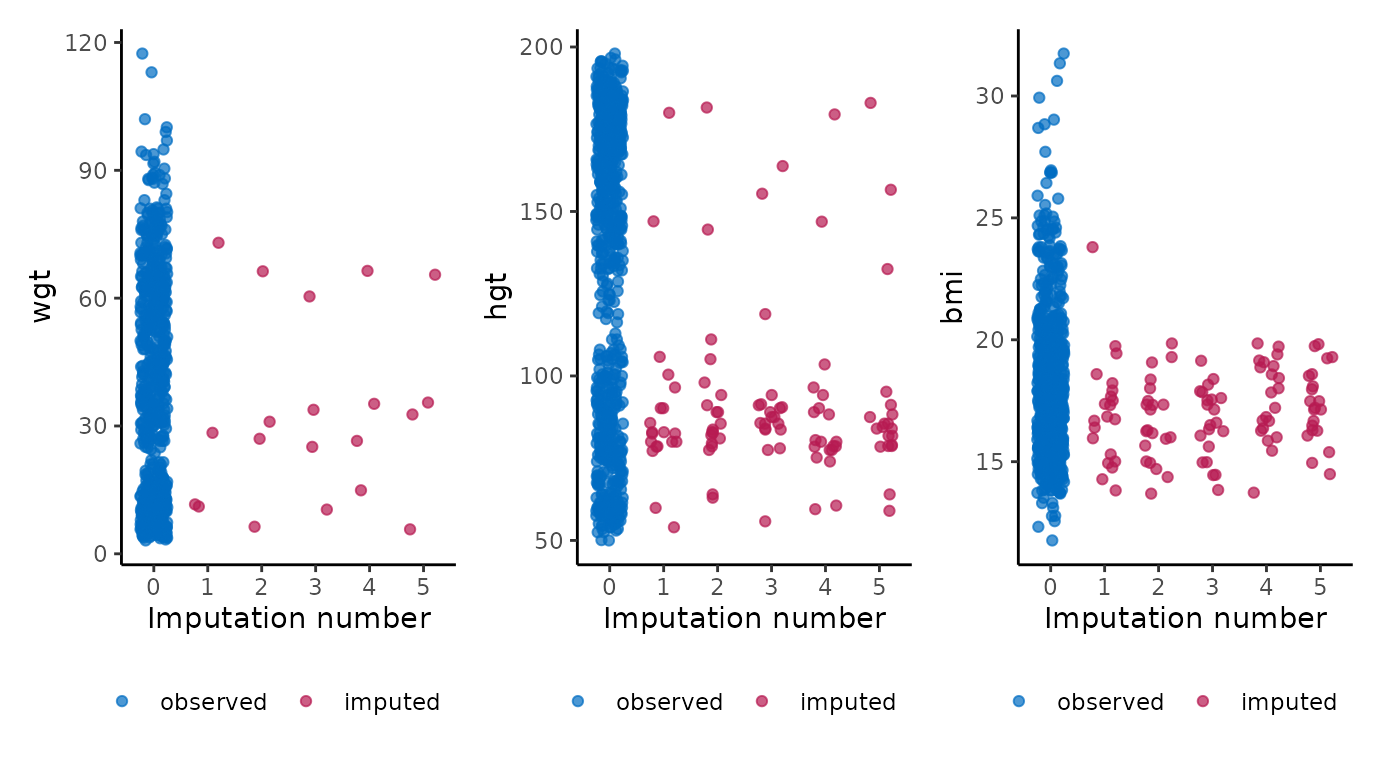 wgt
120
90
60
30
0
0 1 2 3 4 5
Imputation number
observed imputed
hgt
200
150
100
50
0 1 2 3 4 5
Imputation number
observed imputed
bmi
30
25
20
15
0 1 2 3 4 5
Imputation number
observed imputed